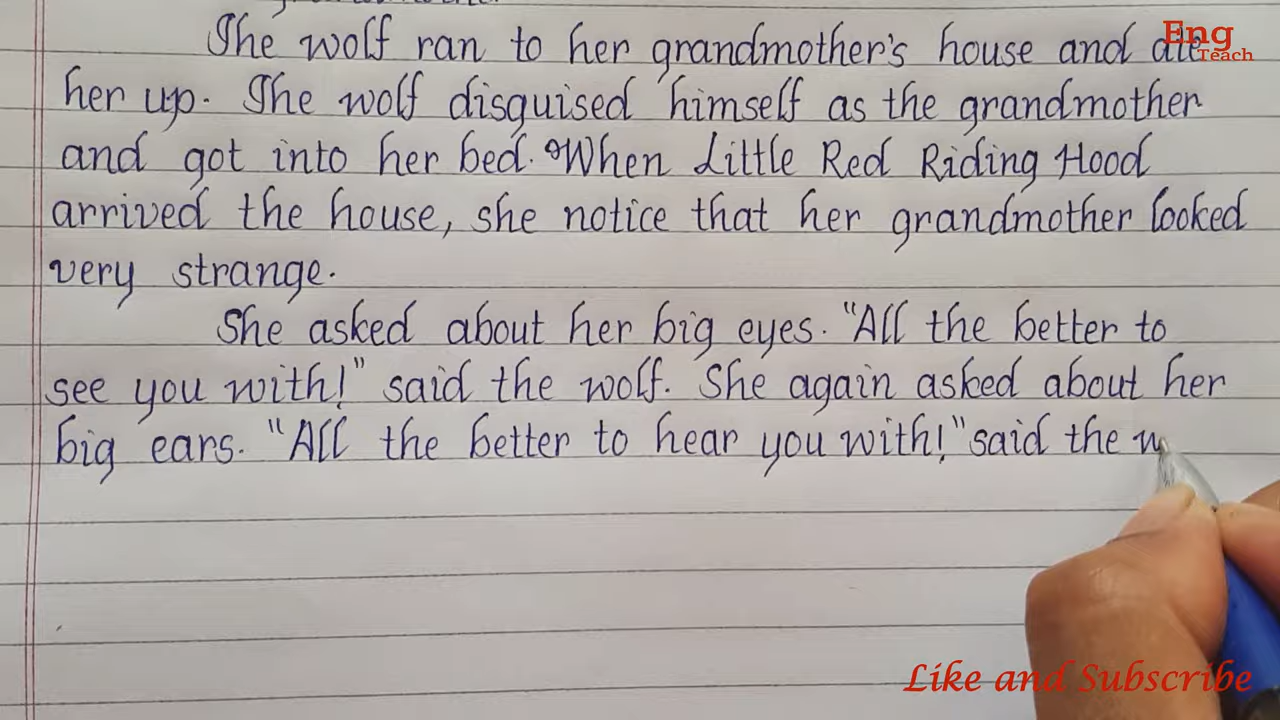 The wolf ran to her grandmother's house and ate
Eng
Teach
her up. The wolf disguised himself as the grandmother
and got into her bed. When Little Red Riding Hood
arrived the house, she notice that her grandmother looked
very strange.
She asked about her big eyes. "All the better to
see you with!" said the wolf. She again asked about her
big ears. "All the better to hear you with!" said the w
Like and Subscribe